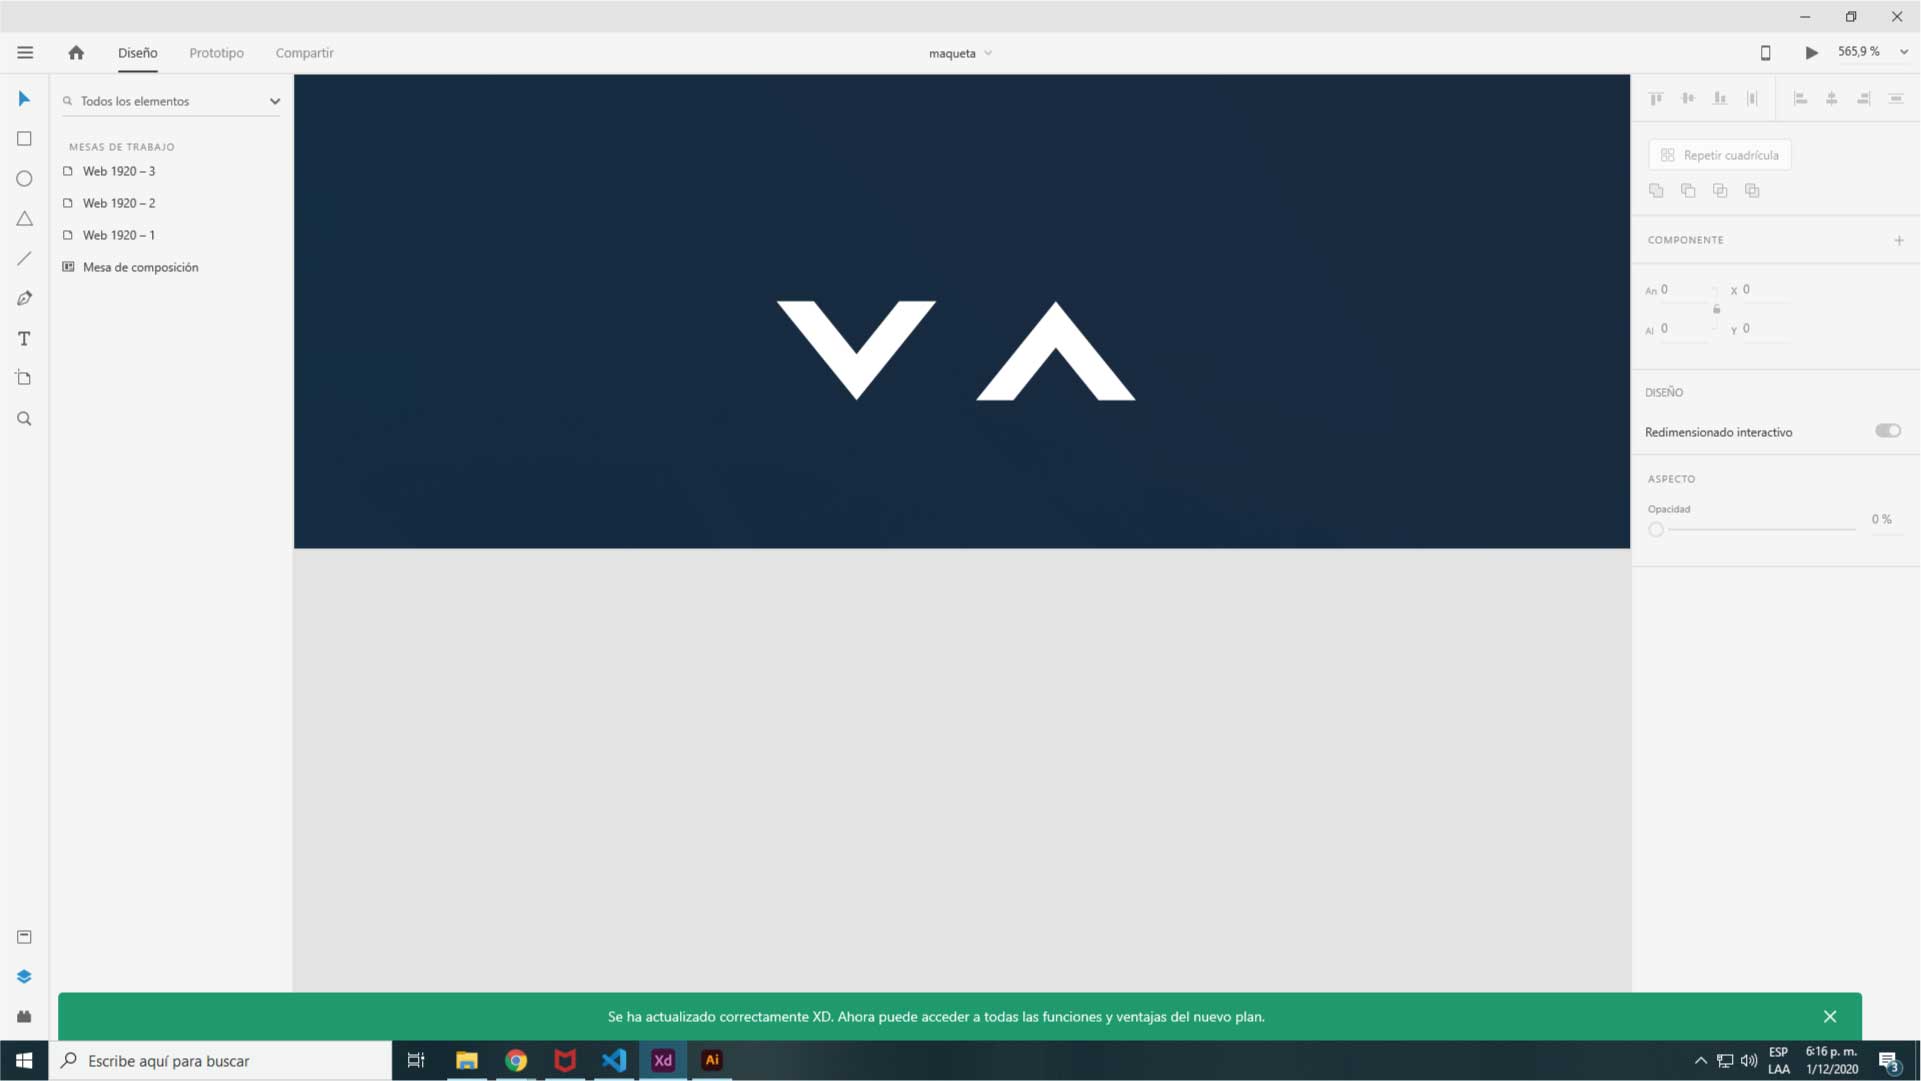 Diseño Prototipo Compartir maqueta 565,9 %
Todos los elementos
MESAS DE TRABAJO
Web 1920 – 3
Web 1920 – 2
Web 1920 – 1
Mesa de composición
Repetir cuadrícula
COMPONENTE
An 0 X 0
Al 0 Y 0
DISEÑO
Redimensionado interactivo
ASPECTO
Opacidad
0 %
Se ha actualizado correctamente XD. Ahora puede acceder a todas las funciones y ventajas del nuevo plan.
Escribe aquí para buscar
Xd
Ai
ESP
LAA
6:16 p. m.
1/12/2020
3